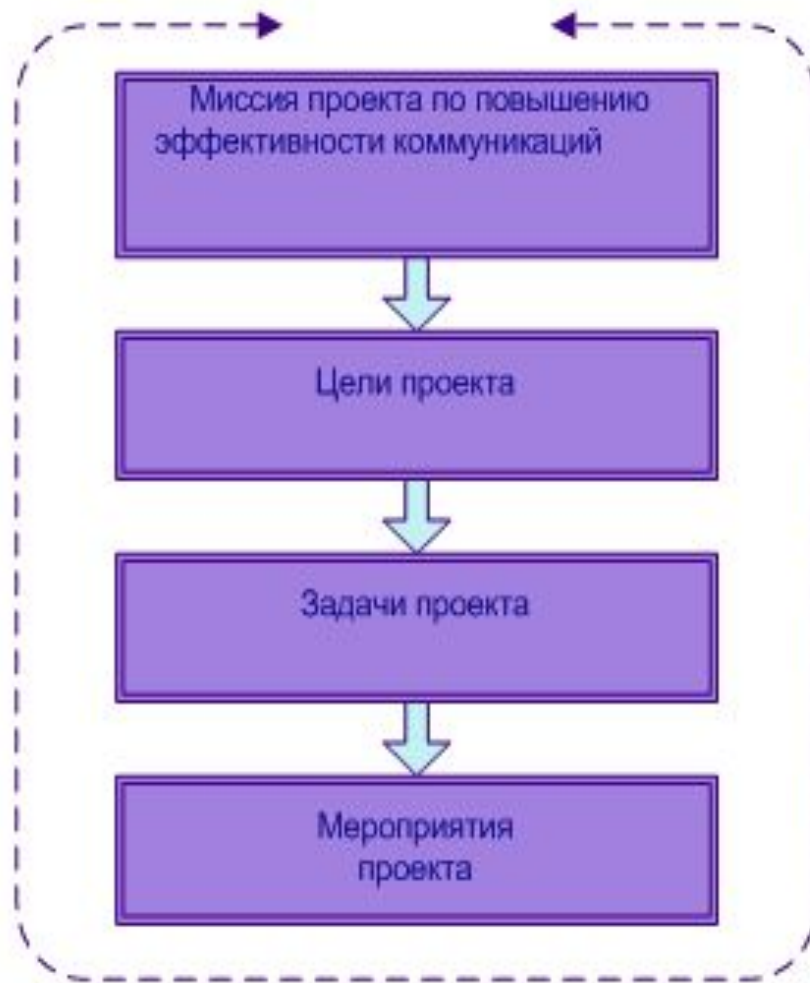 Миссия проекта по повышению
эффективности коммуникаций
Цели проекта
Задачи проекта
Мероприятия
проекта